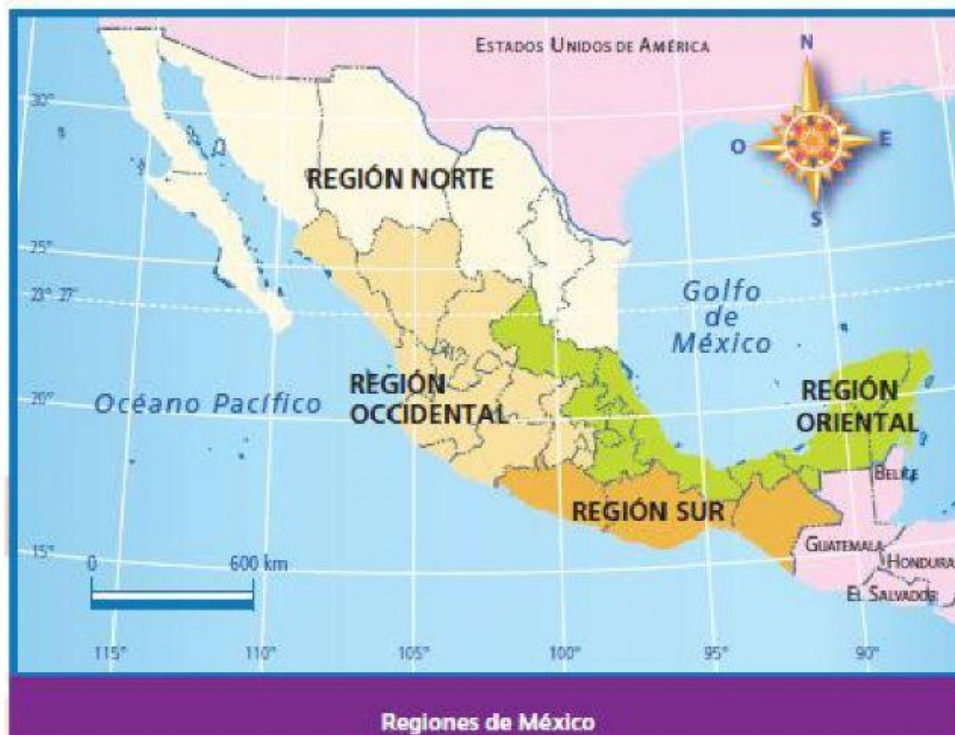 ESTADOS UNIDOS DE AMÉRICA
N
O
E
S
30°
REGIÓN NORTE
25°
23° 27'
Golfo
de
México
REGIÓN
OCCIDENTAL
REGIÓN
ORIENTAL
20°
Océano Pacífico
BELICE
REGIÓN SUR
GUATEMALA
HONDURA
EL SALVADOR
15°
0
600 km
115°
110°
105°
100°
95°
90°
Regiones de México